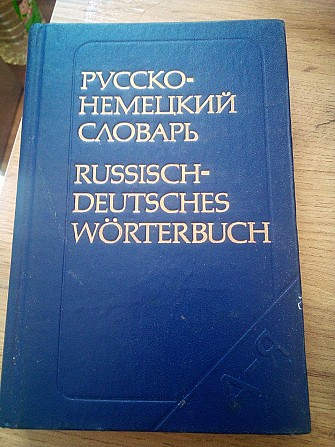 РУССКО-
НЕМЕЦКИЙ
СЛОВАРЬ
RUSSISCH-
DEUTSCHES
WÖRTERBUCH
А-Я